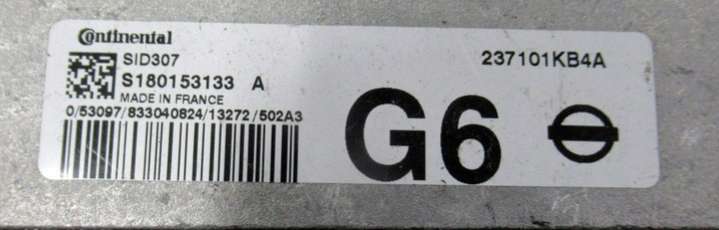 Continental
SID307
S180153133 A
MADE IN FRANCE
0/53097/833040824/13272/502A3
237101KB4A
G6